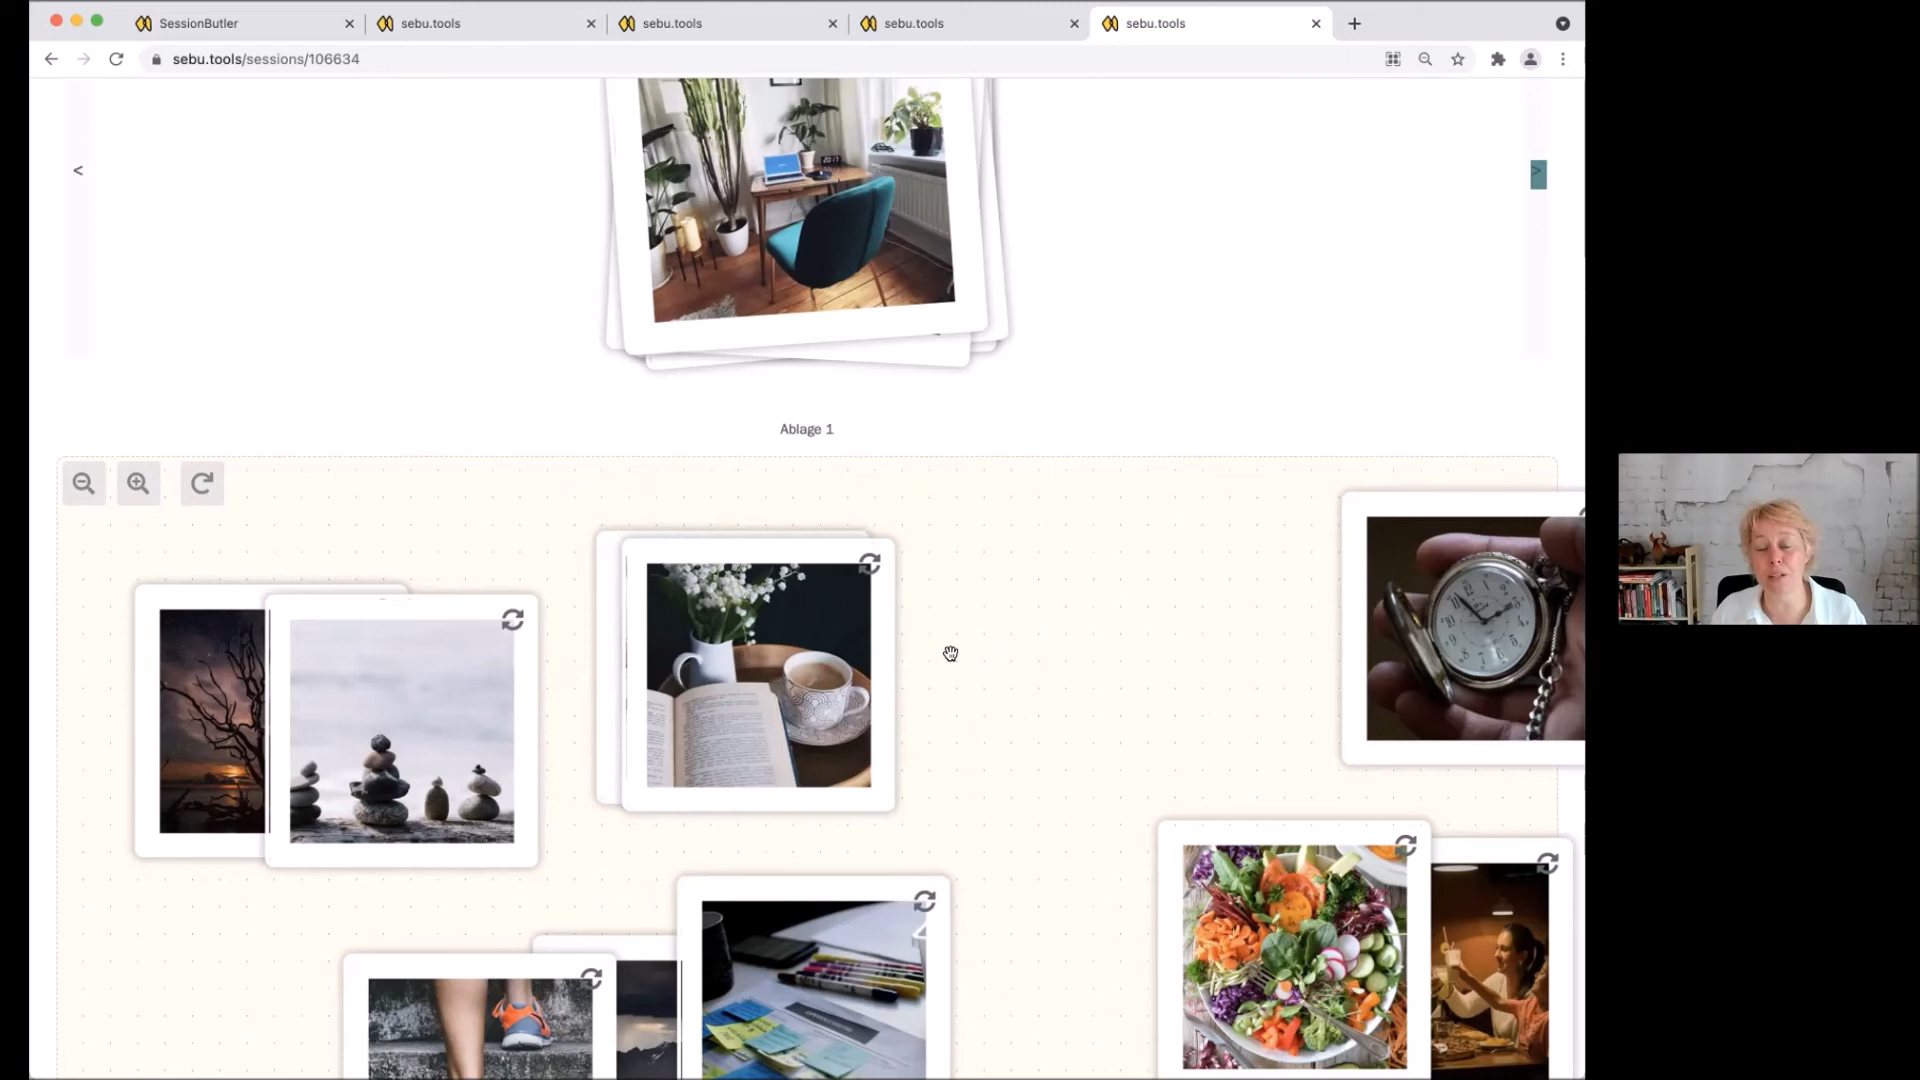 SessionButler
sebu.tools
sebu.tools
sebu.tools
sebu.tools
sebu.tools/sessions/106634
<
>
Ablage 1